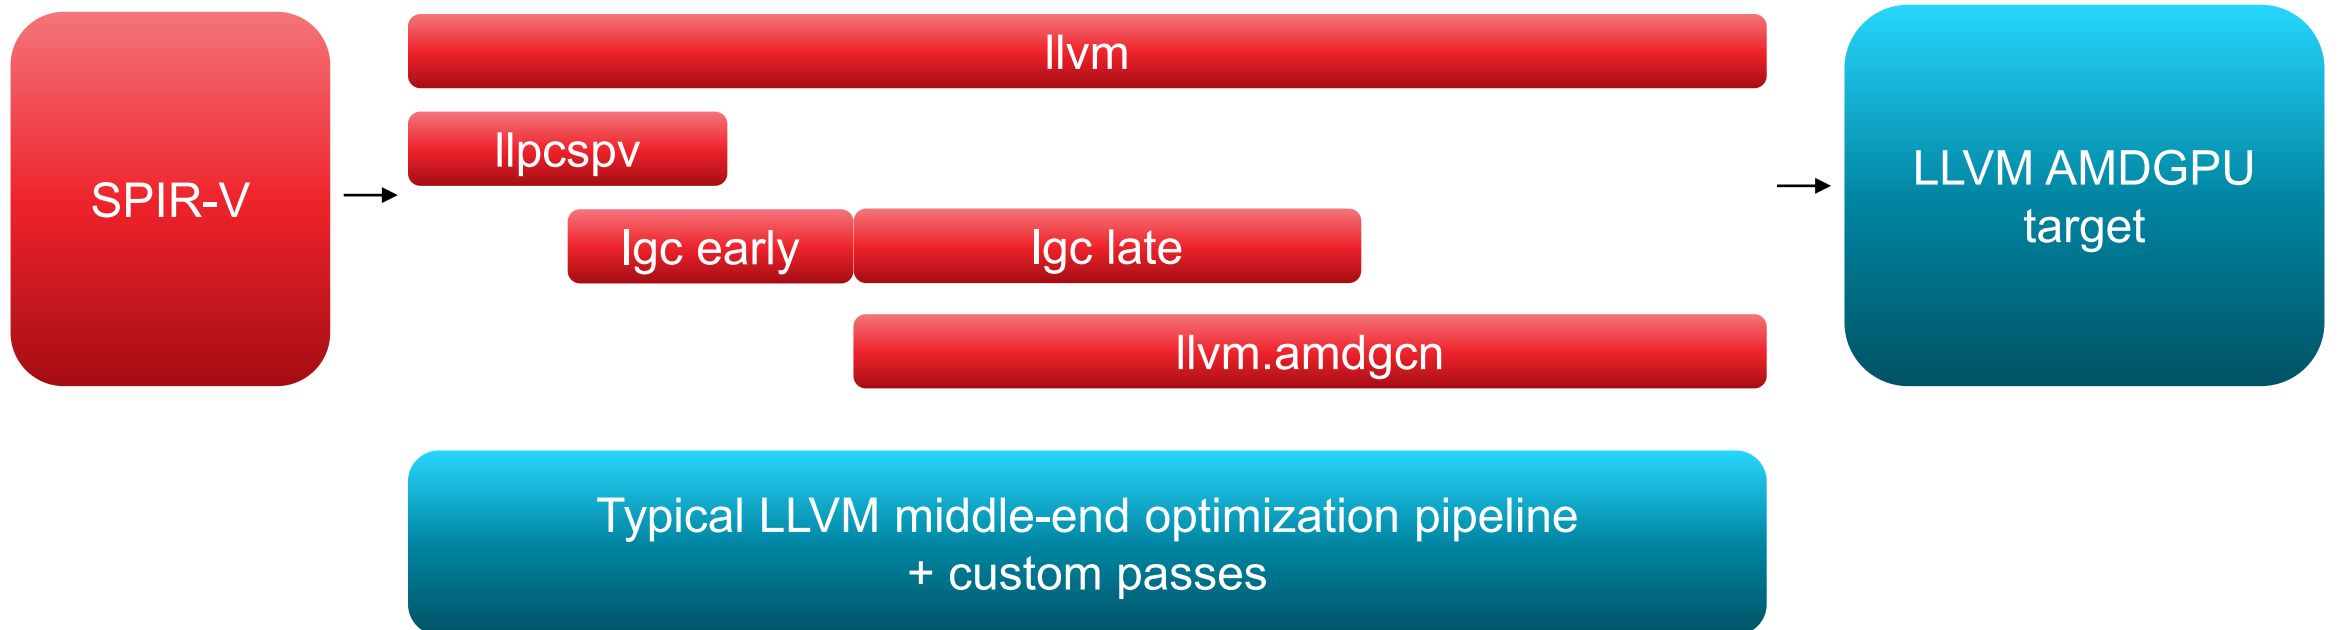 SPIR-V
llvm
llpcspv
lgc early
lgc late
llvm.amdgcn
LLVM AMDGPU
target
Typical LLVM middle-end optimization pipeline
+ custom passes